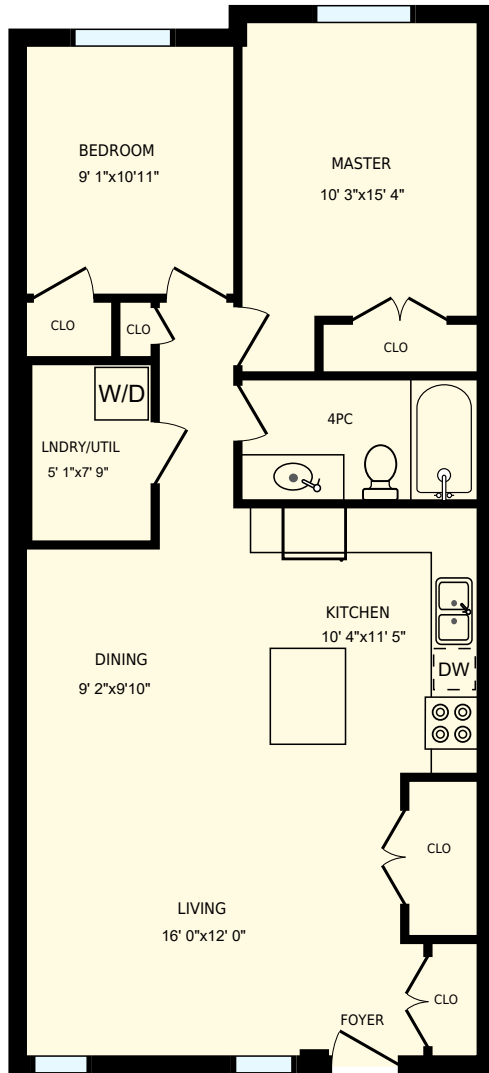 BEDROOM
9' 1"x10'11"
MASTER
10' 3"x15' 4"
CLO
CLO
CLO
W/D
LNDRY/UTIL
5' 1"x7' 9"
4PC
KITCHEN
10' 4"x11' 5"
DINING
9' 2"x9'10"
DW
CLO
LIVING
16' 0"x12' 0"
CLO
FOYER